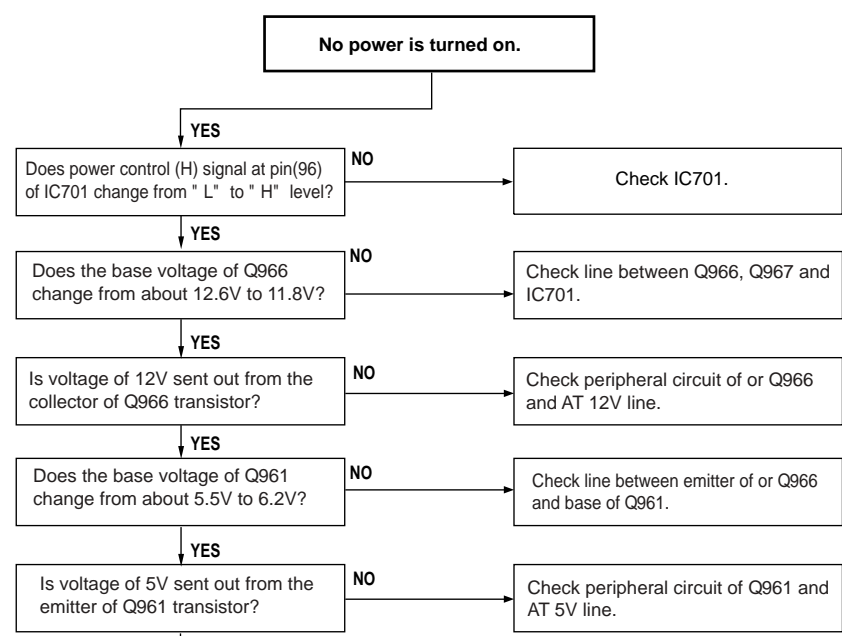 No power is turned on.
YES
Does power control (H) signal at pin(96)
of IC701 change from " L" to " H" level?
NO
Check IC701.
YES
Does the base voltage of Q966
change from about 12.6V to 11.8V?
NO
Check line between Q966, Q967 and
IC701.
YES
Is voltage of 12V sent out from the
collector of Q966 transistor?
NO
Check peripheral circuit of or Q966
and AT 12V line.
YES
Does the base voltage of Q961
change from about 5.5V to 6.2V?
NO
Check line between emitter of or Q966
and base of Q961.
YES
Is voltage of 5V sent out from the
emitter of Q961 transistor?
NO
Check peripheral circuit of Q961 and
AT 5V line.